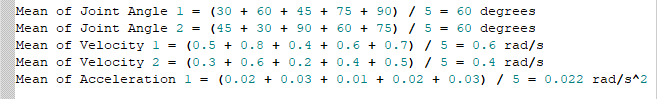 Mean of Joint Angle 1 = (30 + 60 + 45 + 75 + 90) / 5 = 60 degrees
Mean of Joint Angle 2 = (45 + 30 + 90 + 60 + 75) / 5 = 60 degrees
Mean of Velocity 1 = (0.5 + 0.8 + 0.4 + 0.6 + 0.7) / 5 = 0.6 rad/s
Mean of Velocity 2 = (0.3 + 0.6 + 0.2 + 0.4 + 0.5) / 5 = 0.4 rad/s
Mean of Acceleration 1 = (0.02 + 0.03 + 0.01 + 0.02 + 0.03) / 5 = 0.022 rad/s^2